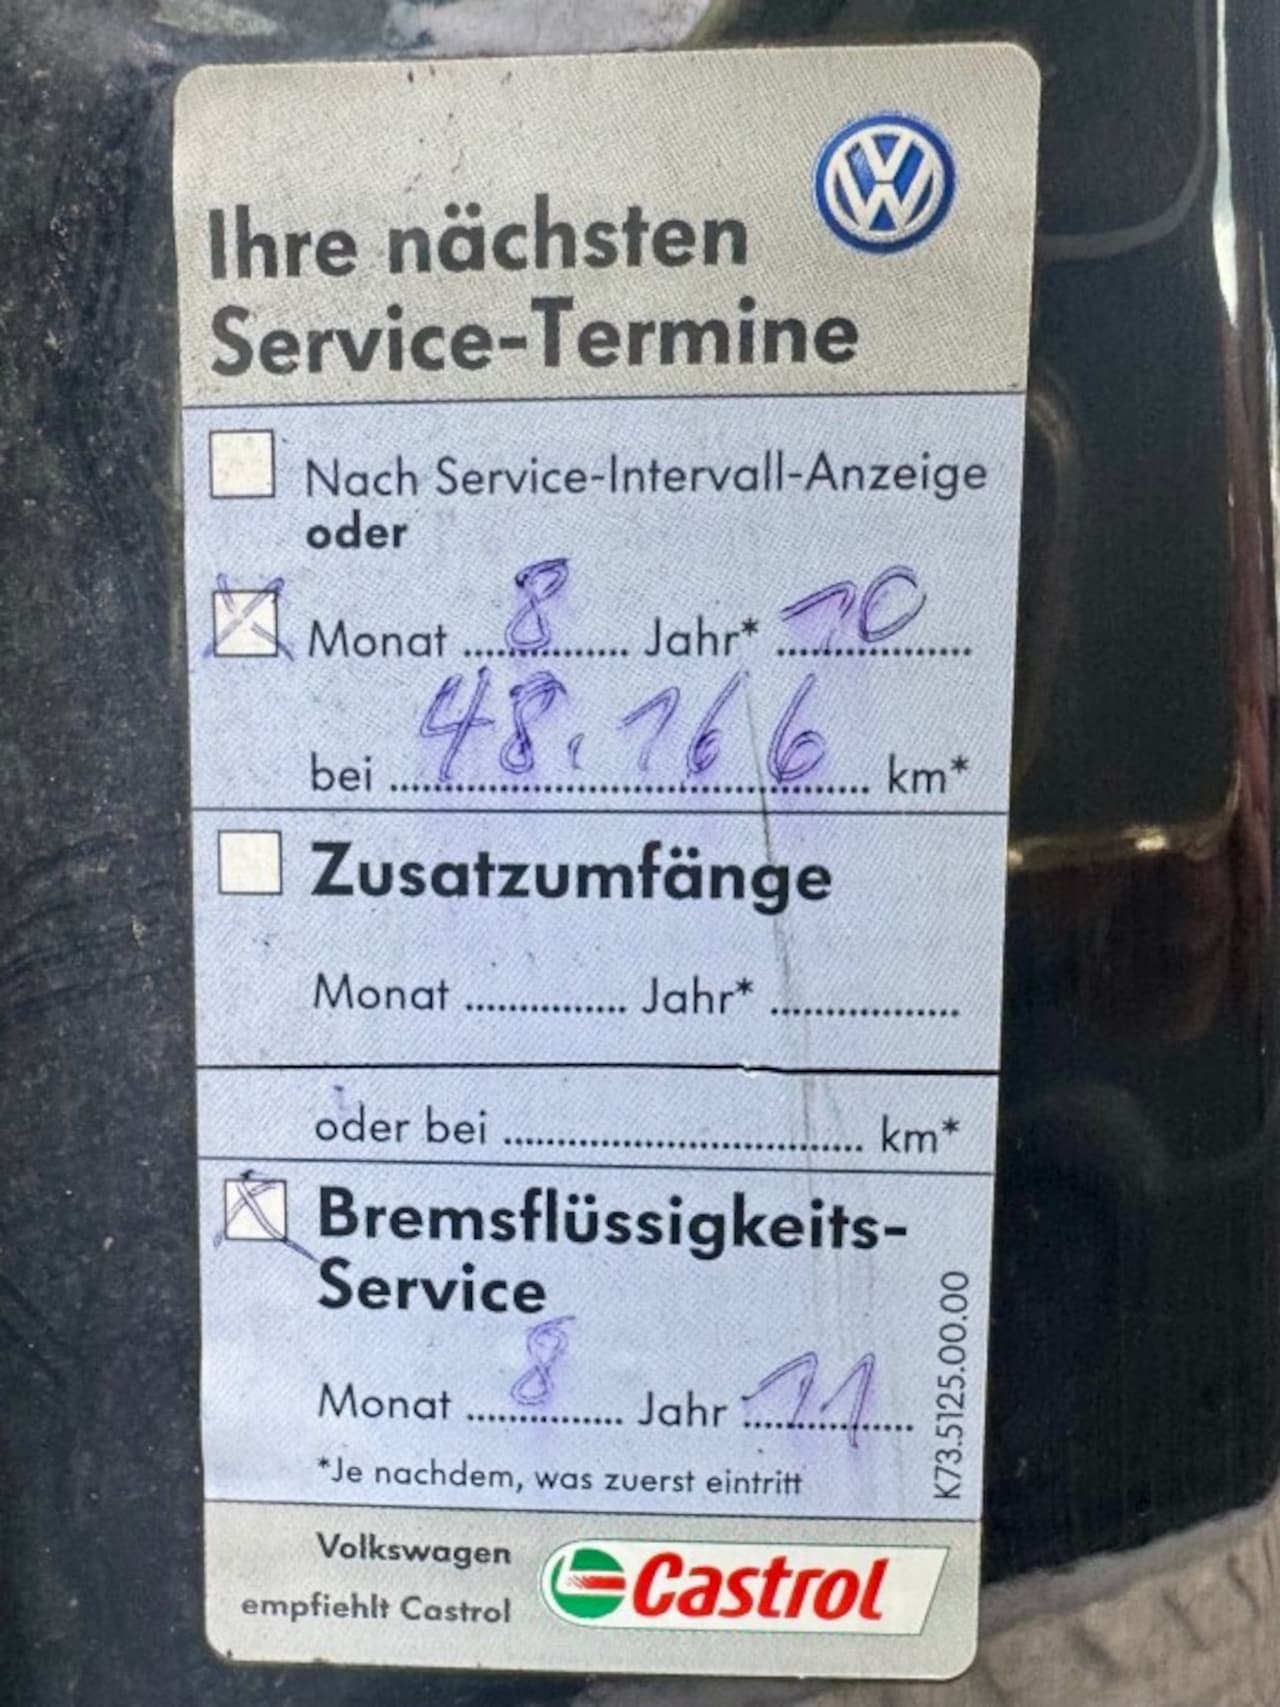 Ihre nächsten
Service-Termine
Nach Service-Intervall-Anzeige
oder
Monat 8 Jahr* 10
bei 48.166 km*
Zusatzumfänge
Monat ............... Jahr* .................
oder bei ................................. km*
Bremsflüssigkeits-
Service
Monat 8 Jahr 11
*Je nachdem, was zuerst eintritt
K73.5125.00.00
Volkswagen
empfiehlt Castrol
Castrol